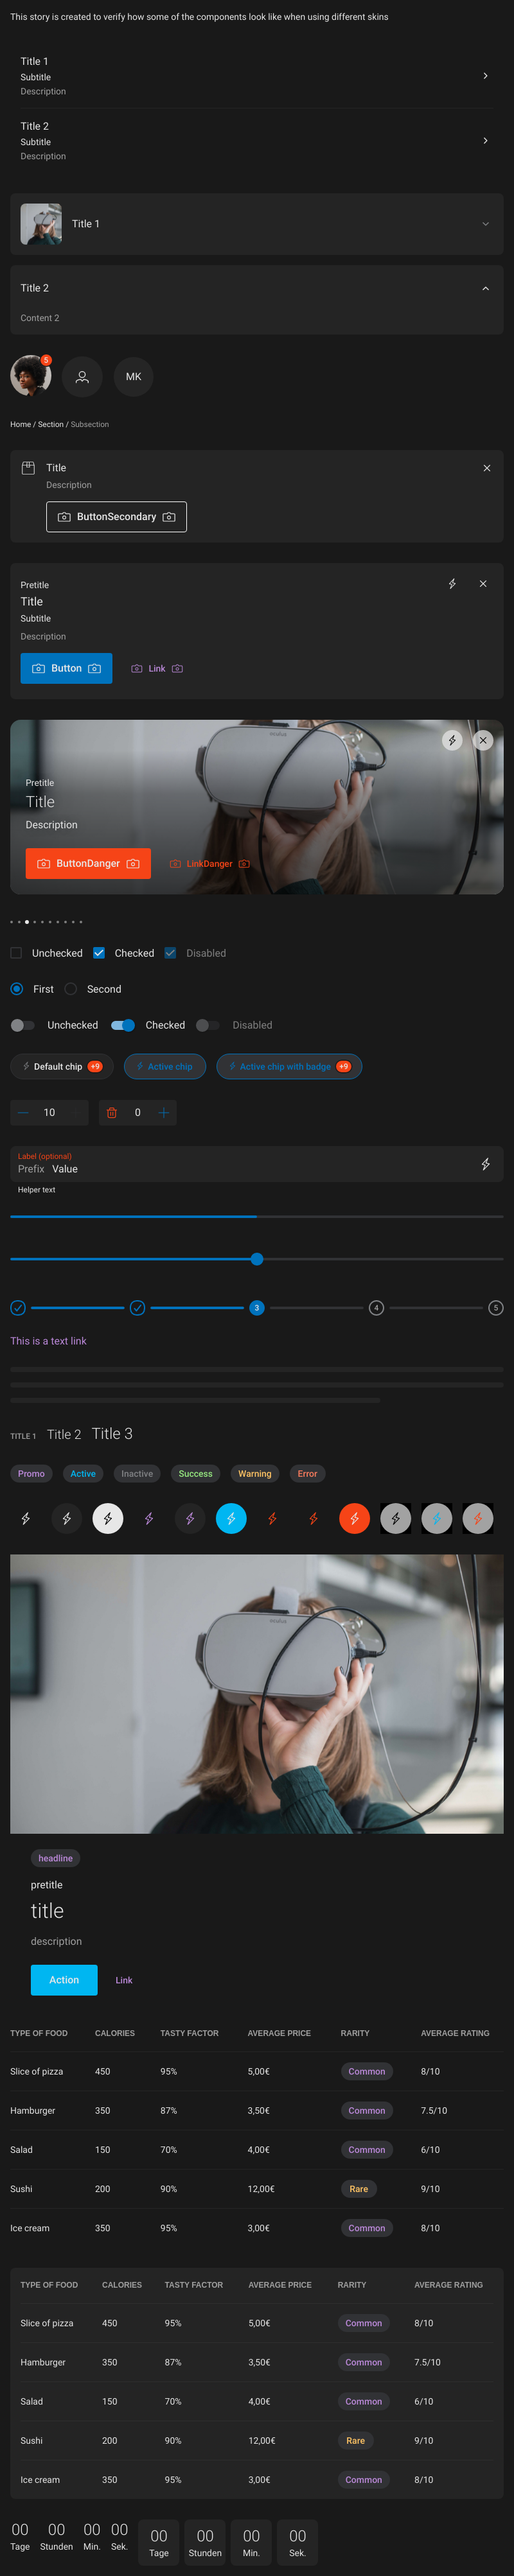 This story is created to verify how some of the components look like when using different skins
Title 1
Subtitle
Description
Title 2
Subtitle
Description
Title 1
Title 2
Content 2
5
MK
Home / Section / Subsection
Title
Description
ButtonSecondary
Pretitle
Title
Subtitle
Description
Button Link
oculus
Pretitle
Title
Description
ButtonDanger LinkDanger
Unchecked Checked Disabled
First Second
Unchecked Checked Disabled
Default chip +9 Active chip Active chip with badge +9
10 0
Label (optional)
Prefix Value
Helper text
3 4 5
This is a text link
TITLE 1 Title 2 Title 3
Promo Active Inactive Success Warning Error
oculus
headline
pretitle
title
description
Action Link
TYPE OF FOOD CALORIES TASTY FACTOR AVERAGE PRICE RARITY AVERAGE RATING
Slice of pizza 450 95% 5,00€ Common 8/10
Hamburger 350 87% 3,50€ Common 7.5/10
Salad 150 70% 4,00€ Common 6/10
Sushi 200 90% 12,00€ Rare 9/10
Ice cream 350 95% 3,00€ Common 8/10
TYPE OF FOOD CALORIES TASTY FACTOR AVERAGE PRICE RARITY AVERAGE RATING
Slice of pizza 450 95% 5,00€ Common 8/10
Hamburger 350 87% 3,50€ Common 7.5/10
Salad 150 70% 4,00€ Common 6/10
Sushi 200 90% 12,00€ Rare 9/10
Ice cream 350 95% 3,00€ Common 8/10
00 00 00 00 00 00 00 00
Tage Stunden Min. Sek. Tage Stunden Min. Sek.